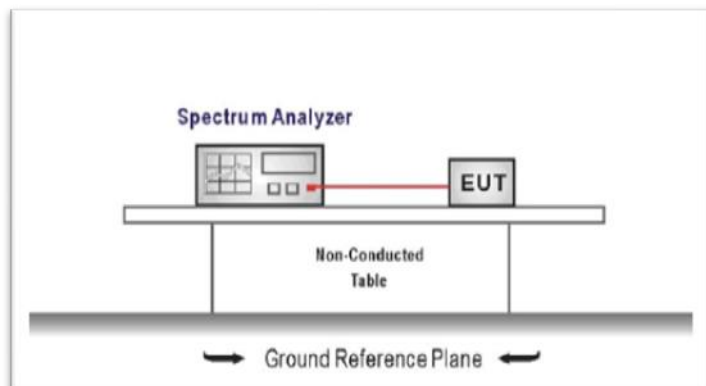 Spectrum Analyzer
EUT
Non-Conducted
Table
Ground Reference Plane